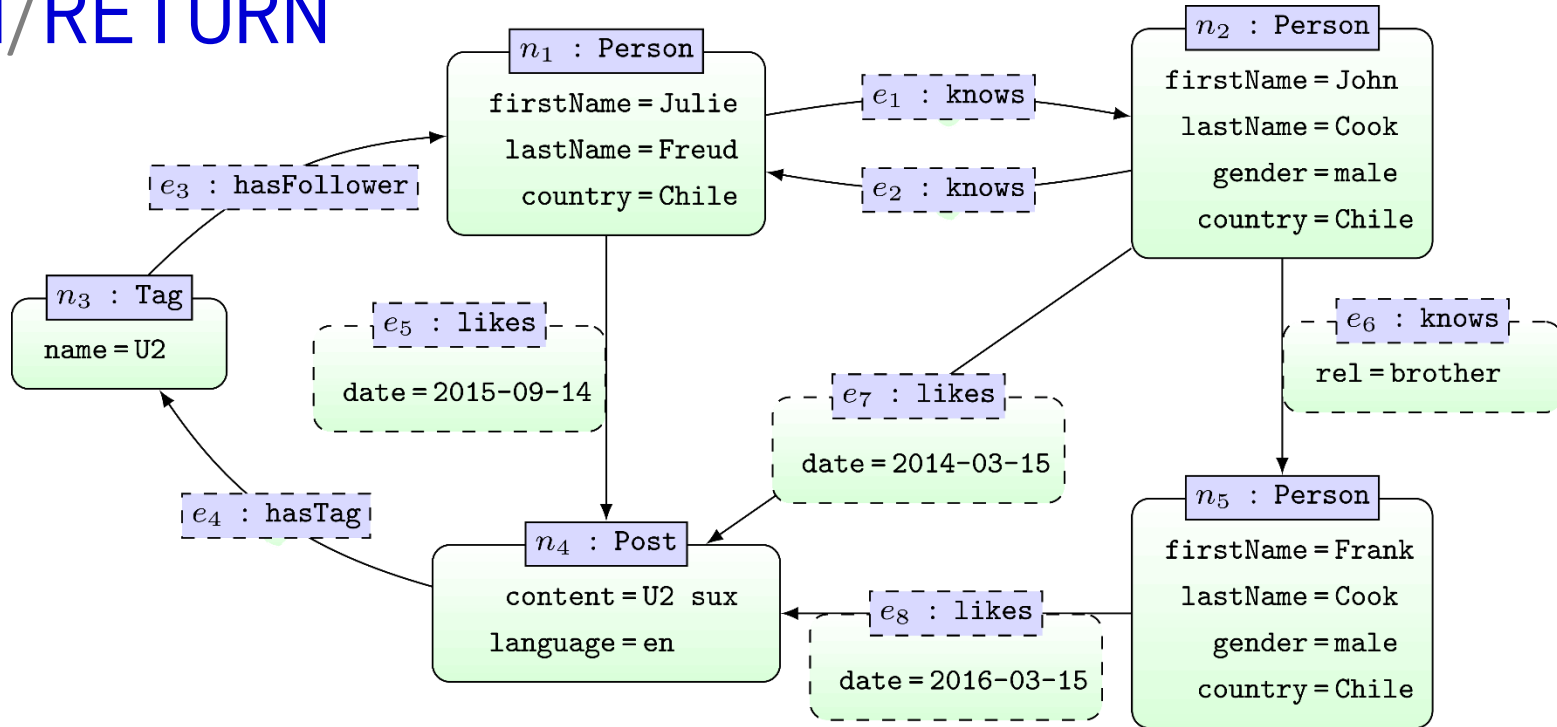 /RETURN
n₁ : Person
firstName = Julie
lastName = Freud
country = Chile
e₁ : knows
e₂ : knows
n₂ : Person
firstName = John
lastName = Cook
gender = male
country = Chile
e₃ : hasFollower
n₃ : Tag
name = U2
e₅ : likes
date = 2015-09-14
e₇ : likes
date = 2014-03-15
e₆ : knows
rel = brother
e₄ : hasTag
n₄ : Post
content = U2 sux
language = en
e₈ : likes
date = 2016-03-15
n₅ : Person
firstName = Frank
lastName = Cook
gender = male
country = Chile